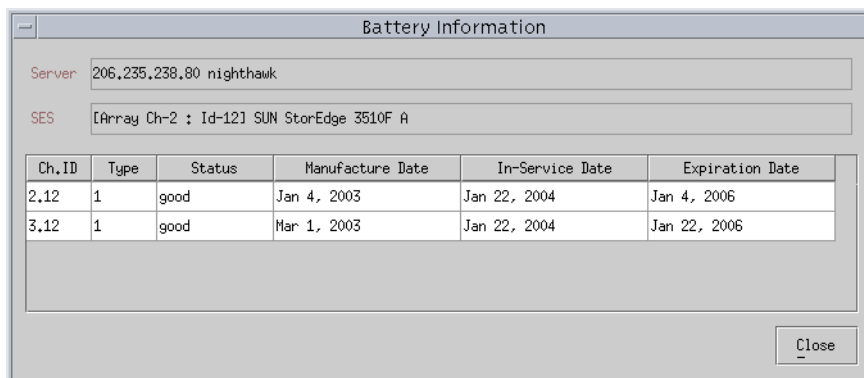 Battery Information
Server 206.235.238.80 nighthawk
SES [Array Ch-2 : Id-12] SUN StorEdge 3510F A
Ch.ID Type Status Manufacture Date In-Service Date Expiration Date
2.12 1 good Jan 4, 2003 Jan 22, 2004 Jan 4, 2006
3.12 1 good Mar 1, 2003 Jan 22, 2004 Jan 22, 2006
Close